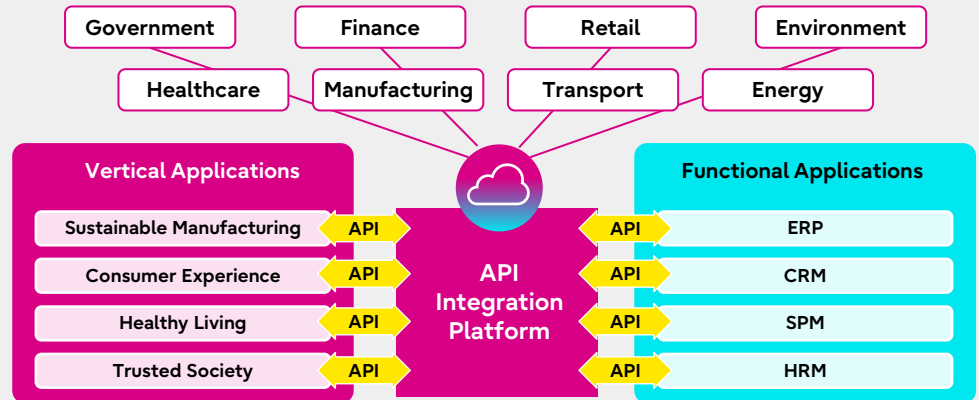 Government
Finance
Retail
Environment
Healthcare
Manufacturing
Transport
Energy
Vertical Applications
Sustainable Manufacturing
Consumer Experience
Healthy Living
Trusted Society
API
API
API
API
API
Integration
Platform
API
API
API
API
Functional Applications
ERP
CRM
SPM
HRM